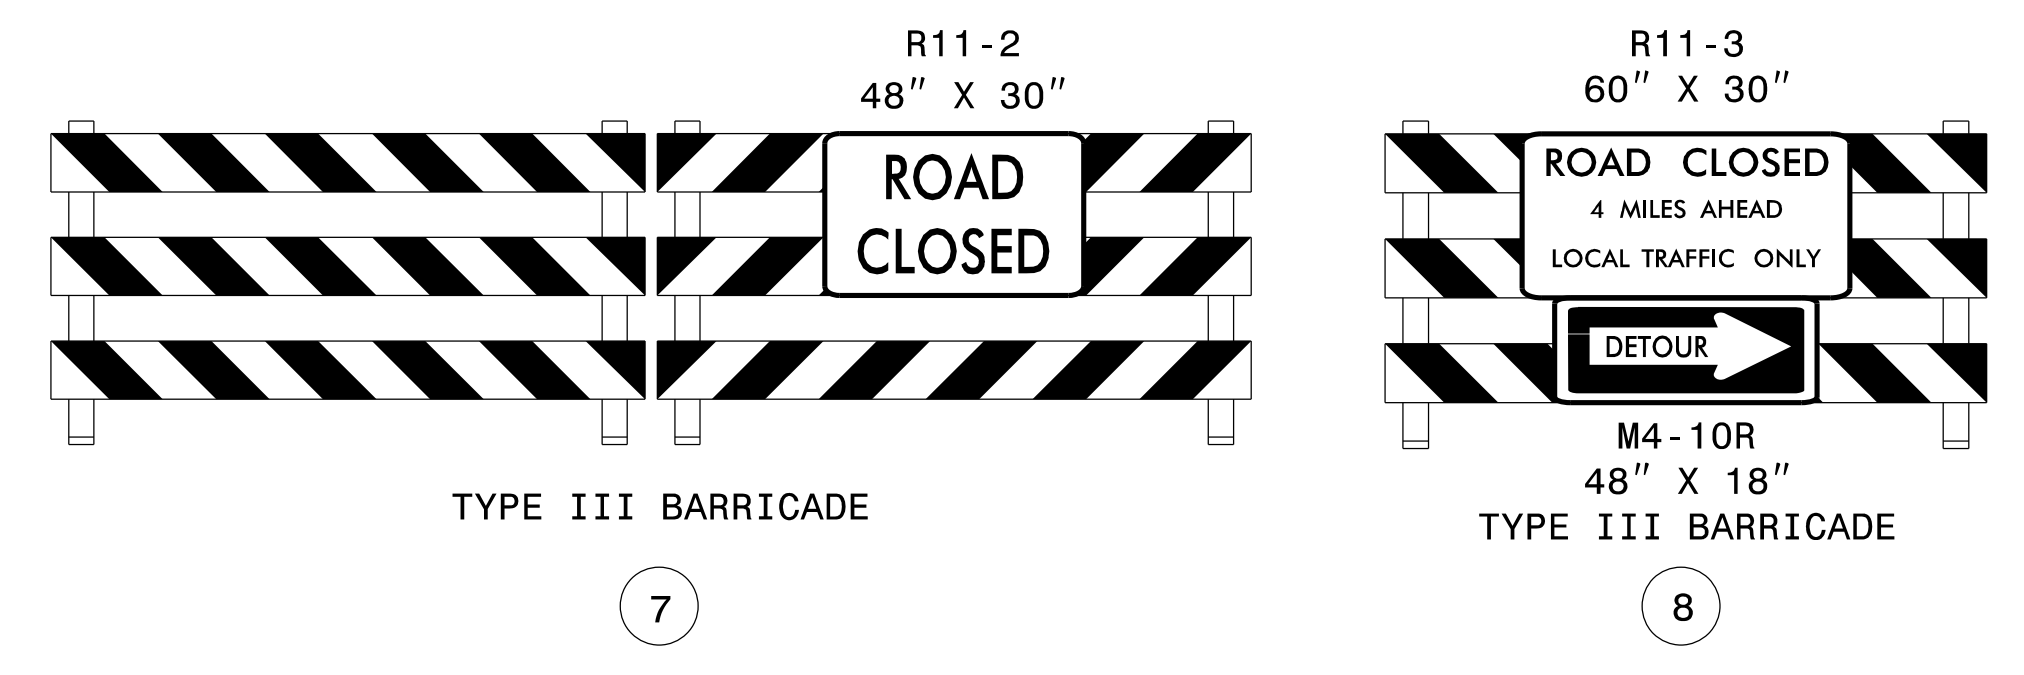 R11-2
48" X 30"
ROAD
CLOSED
TYPE III BARRICADE
7
R11-3
60" X 30"
ROAD CLOSED
4 MILES AHEAD
LOCAL TRAFFIC ONLY
DETOUR
M4-10R
48" X 18"
TYPE III BARRICADE
8